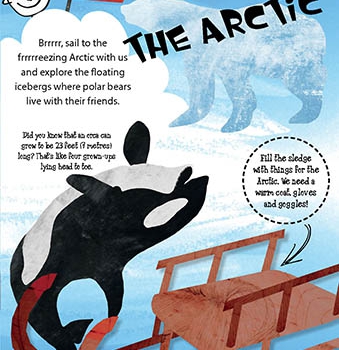 THE ARCTIC
Brrrrr, sail to the
frrrrreezing Arctic with us
and explore the floating
icebergs where polar bears
live with their friends.
Did you know that an orca can
grow to be 23 feet (7 metres)
long? That's like four grown-ups
lying head to toe.
Fill the sledge
with things for the
Arctic. We need a
warm coat, gloves
and goggles!